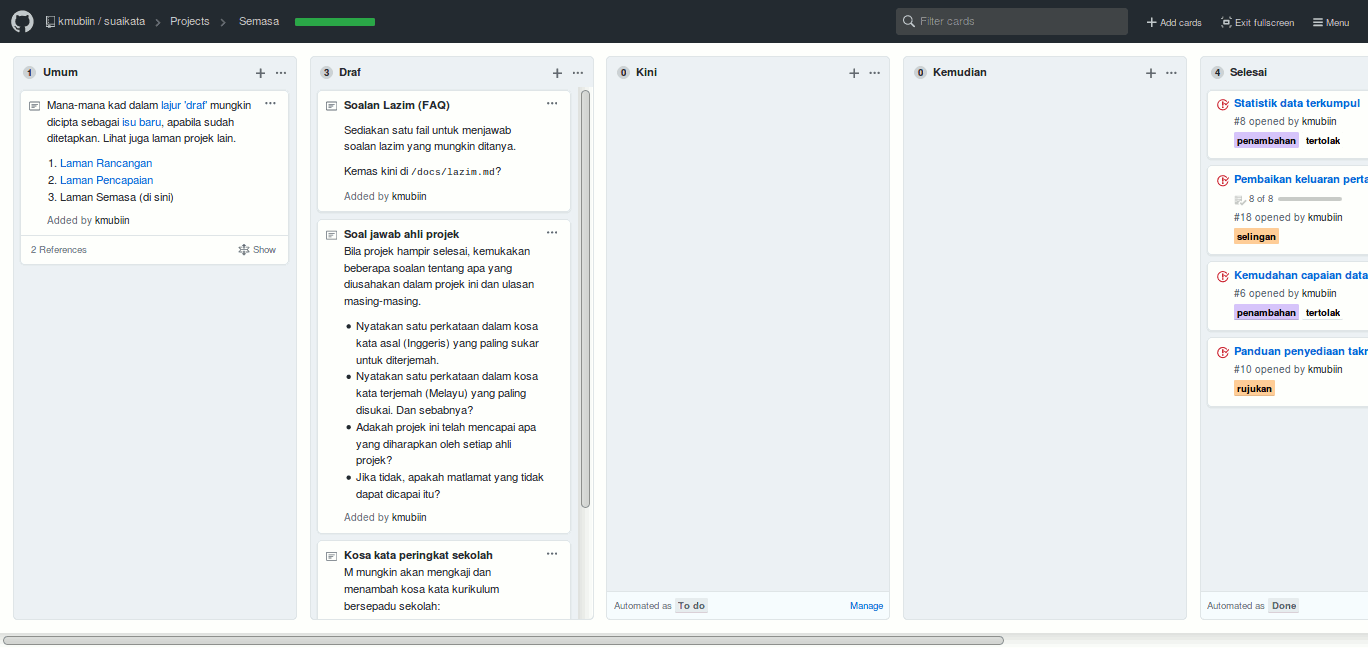 kmubiin / suaikata
Projects
Semasa
Filter cards
Add cards
Exit fullscreen
Menu
1 Umum
Mana-mana kad dalam lajur 'draf' mungkin
dicipta sebagai isu baru, apabila sudah
ditetapkan. Lihat juga laman projek lain.
1. Laman Rancangan
2. Laman Pencapaian
3. Laman Semasa (di sini)
Added by kmubiin
2 References
Show
3 Draf
Soalan Lazim (FAQ)
Sediakan satu fail untuk menjawab
soalan lazim yang mungkin ditanya.
Kemas kini di /docs/lazim.md?
Added by kmubiin
Soal jawab ahli projek
Bila projek hampir selesai, kemukakan
beberapa soalan tentang apa yang
diusahakan dalam projek ini dan ulasan
masing-masing.
• Nyatakan satu perkataan dalam kosa
kata asal (Inggeris) yang paling sukar
untuk diterjemah.
• Nyatakan satu perkataan dalam kosa
kata terjemah (Melayu) yang paling
disukai. Dan sebabnya?
• Adakah projek ini telah mencapai apa
yang diharapkan oleh setiap ahli
projek?
• Jika tidak, apakah matlamat yang tidak
dapat dicapai itu?
Added by kmubiin
Kosa kata peringkat sekolah
M mungkin akan mengkaji dan
menambah kosa kata kurikulum
bersepadu sekolah:
0 Kini
Automated as To do
Manage
0 Kemudian
4 Selesai
Statistik data terkumpul
#8 opened by kmubiin
penambahan tertolak
Pembaikan keluaran perta
8 of 8
#18 opened by kmubiin
selingan
Kemudahan capaian data
#6 opened by kmubiin
penambahan tertolak
Panduan penyediaan takr
#10 opened by kmubiin
rujukan
Automated as Done